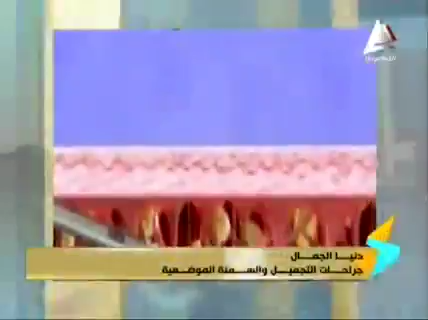 دنيا الجمال
جراحات التجميل والسمنة الموضعية